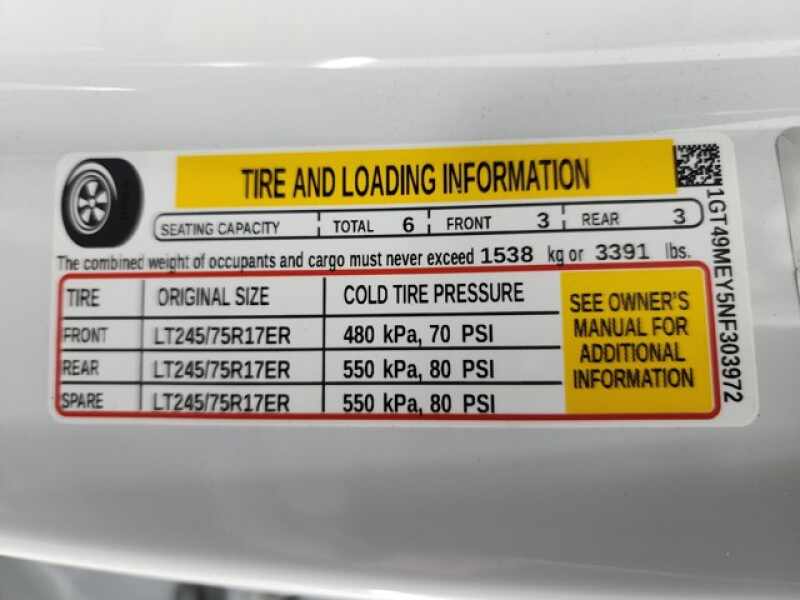 TIRE AND LOADING INFORMATION
SEATING CAPACITY TOTAL 6 FRONT 3 REAR 3
The combined weight of occupants and cargo must never exceed 1538 kg or 3391 lbs.
TIRE ORIGINAL SIZE COLD TIRE PRESSURE
FRONT LT245/75R17ER 480 kPa, 70 PSI
REAR LT245/75R17ER 550 kPa, 80 PSI
SPARE LT245/75R17ER 550 kPa, 80 PSI
SEE OWNER'S
MANUAL FOR
ADDITIONAL
INFORMATION
1GT49MEY5NF303972